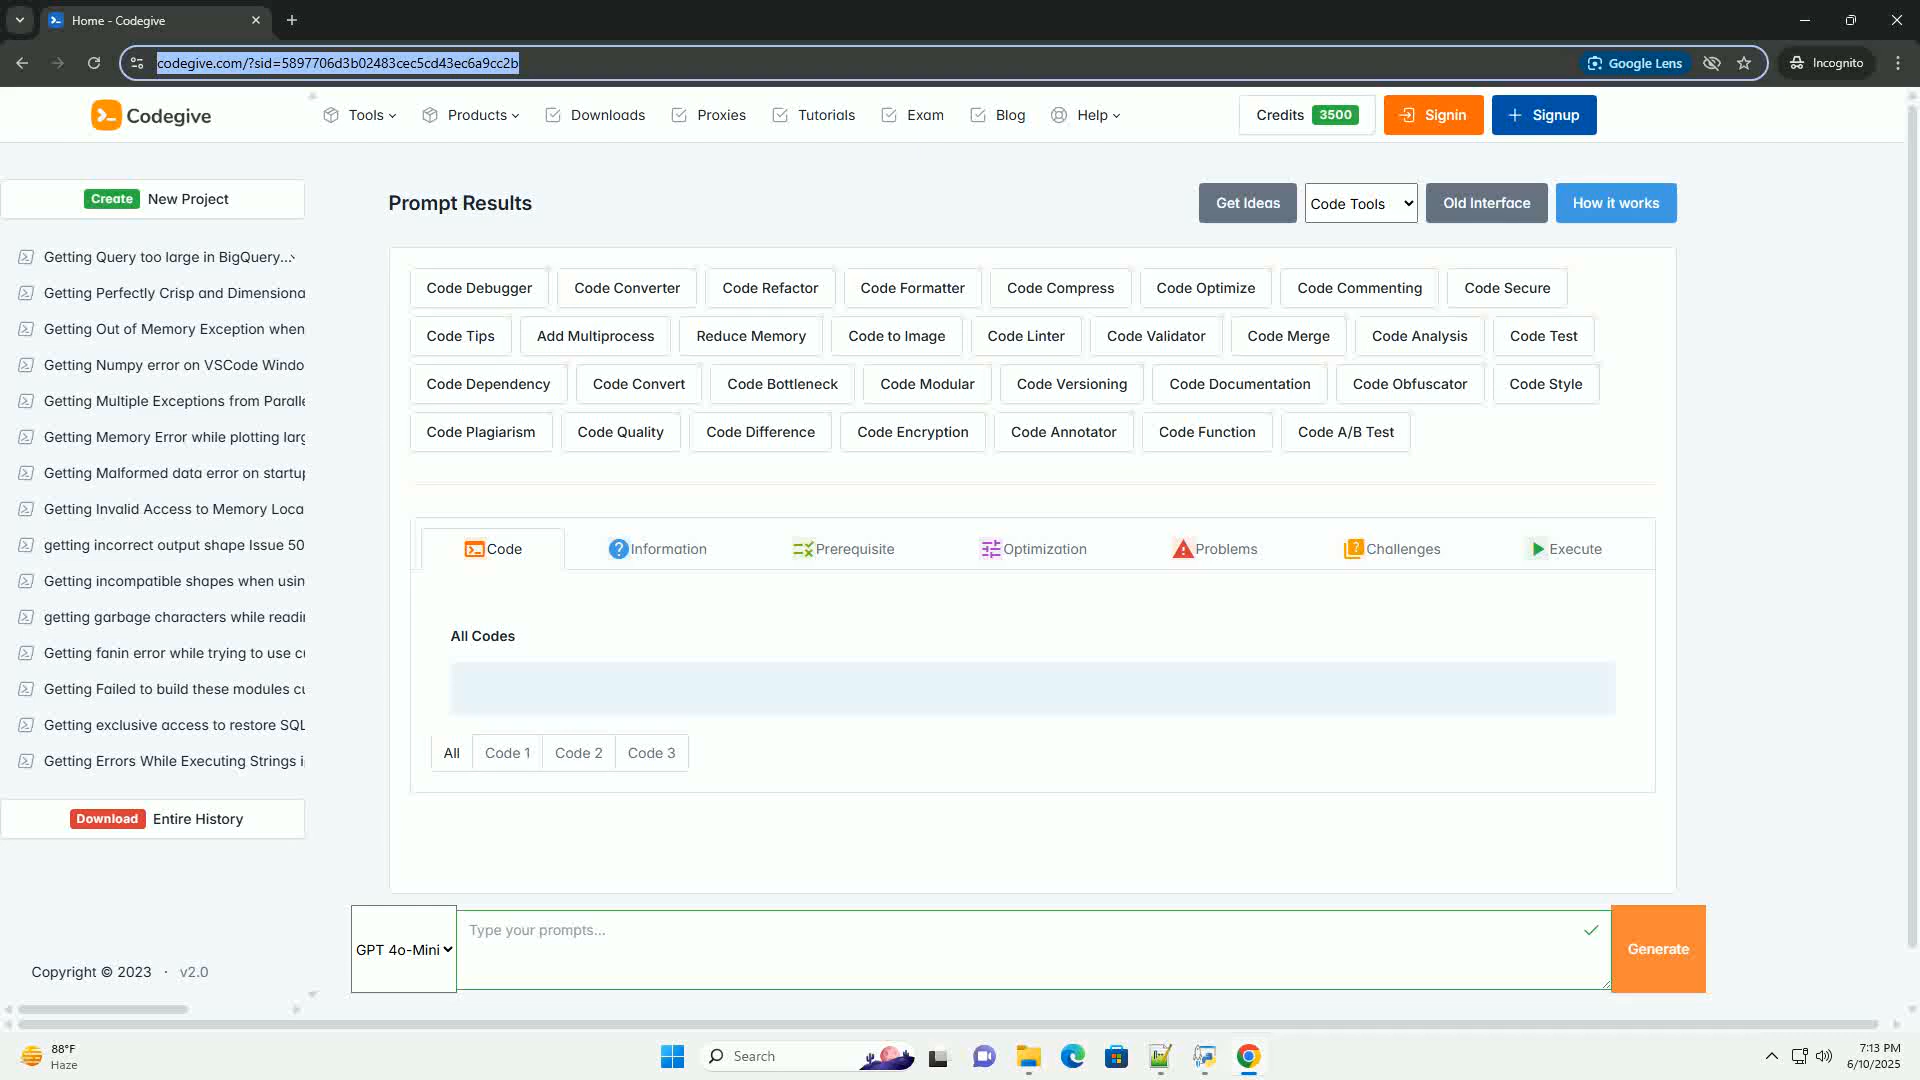 Home - Codegive
codegive.com/?sid=5897706d3b02483cec5cd43ec6a9cc2b
Google Lens
Incognito
Codegive
Tools
Products
Downloads
Proxies
Tutorials
Exam
Blog
Help
Credits 3500
Signin
Signup
Create New Project
Getting Query too large in BigQuery...
Getting Perfectly Crisp and Dimensiona
Getting Out of Memory Exception when
Getting Numpy error on VSCode Windo
Getting Multiple Exceptions from Paralle
Getting Memory Error while plotting larg
Getting Malformed data error on startup
Getting Invalid Access to Memory Loca
getting incorrect output shape Issue 50
Getting incompatible shapes when usin
getting garbage characters while readin
Getting fanin error while trying to use cu
Getting Failed to build these modules cu
Getting exclusive access to restore SQL
Getting Errors While Executing Strings i
Download Entire History
Copyright © 2023 · v2.0
Prompt Results
Get Ideas
Code Tools
Old Interface
How it works
Code Debugger
Code Converter
Code Refactor
Code Formatter
Code Compress
Code Optimize
Code Commenting
Code Secure
Code Tips
Add Multiprocess
Reduce Memory
Code to Image
Code Linter
Code Validator
Code Merge
Code Analysis
Code Test
Code Dependency
Code Convert
Code Bottleneck
Code Modular
Code Versioning
Code Documentation
Code Obfuscator
Code Style
Code Plagiarism
Code Quality
Code Difference
Code Encryption
Code Annotator
Code Function
Code A/B Test
Code
Information
Prerequisite
Optimization
Problems
Challenges
Execute
All Codes
All
Code 1
Code 2
Code 3
GPT 4o-Mini
Type your prompts...
Generate
88°F
Haze
Search
7:13 PM
6/10/2025